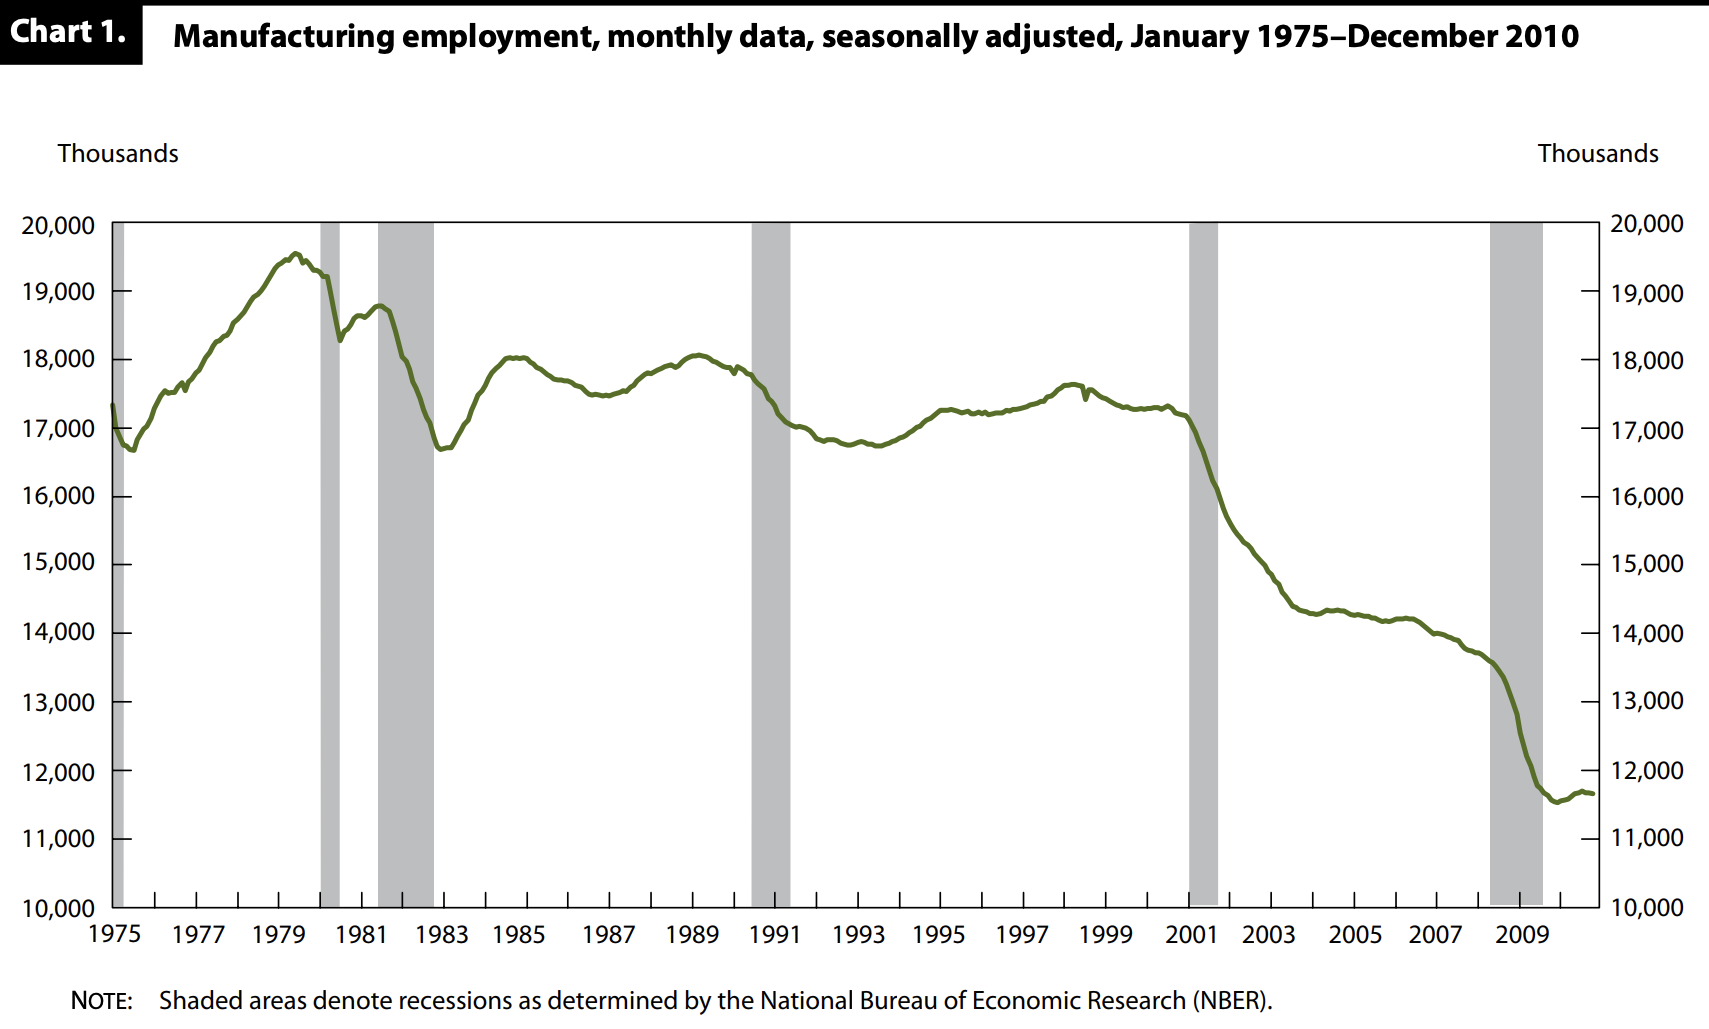 Chart 1. Manufacturing employment, monthly data, seasonally adjusted, January 1975–December 2010
Thousands Thousands
20,000 20,000
19,000 19,000
18,000 18,000
17,000 17,000
16,000 16,000
15,000 15,000
14,000 14,000
13,000 13,000
12,000 12,000
11,000 11,000
10,000 10,000
1975 1977 1979 1981 1983 1985 1987 1989 1991 1993 1995 1997 1999 2001 2003 2005 2007 2009
NOTE: Shaded areas denote recessions as determined by the National Bureau of Economic Research (NBER).